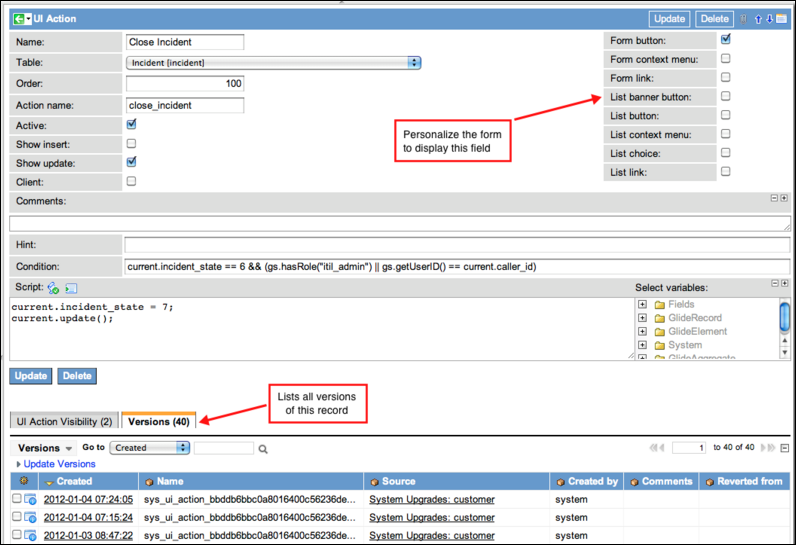 UI Action
Update
Delete
Name:
Close Incident
Form button:
Table:
Incident [incident]
Form context menu:
Order:
100
Form link:
Action name:
close_incident
List banner button:
Active:
List button:
Show insert:
List context menu:
Show update:
List choice:
Client:
List link:
Personalize the form
to display this field
Comments:
Hint:
Condition:
current.incident_state == 6 && (gs.hasRole("itil_admin") || gs.getUserID() == current.caller_id)
Script:
Select variables:
current.incident_state = 7;
current.update();
Fields
GlideRecord
GlideElement
System
GlideAggregate
Update
Delete
Lists all versions
of this record
UI Action Visibility (2)
Versions (40)
Versions
Go to
Created
1
to 40 of 40
Update Versions
Created
Name
Source
Created by
Comments
Reverted from
2012-01-04 07:24:05
sys_ui_action_bbddb6bbc0a8016400c56236de...
System Upgrades: customer
system
2012-01-04 07:15:24
sys_ui_action_bbddb6bbc0a8016400c56236de...
System Upgrades: customer
system
2012-01-03 08:47:22
sys_ui_action_bbddb6bbc0a8016400c56236de...
System Upgrades: customer
system